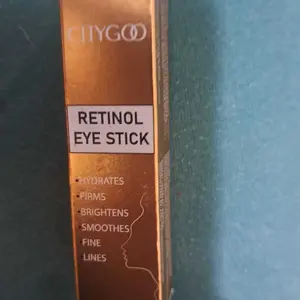 CITYGOO
RETINOL
EYE STICK
•HYDRATES
•FIRMS
•BRIGHTENS
•SMOOTHES
•FINE
•LINES